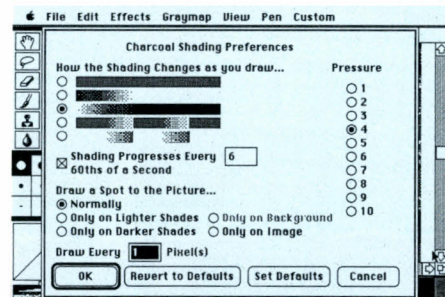 File Edit Effects Graymap View Pen Custom
Charcoal Shading Preferences
How the Shading Changes as you draw...
Pressure
1
2
3
4
5
6
7
8
9
10
Shading Progresses Every 6
60ths of a Second
Draw a Spot to the Picture...
Normally
Only on Lighter Shades Only on Background
Only on Darker Shades Only on Image
Draw Every 1 Pixel(s)
OK Revert to Defaults Set Defaults Cancel